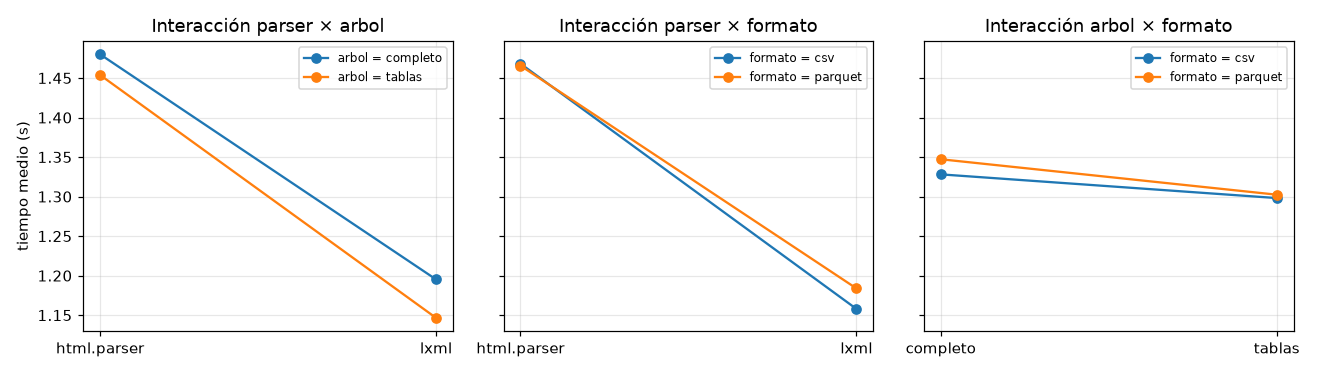 Interacción parser × arbol
arbol = completo
arbol = tablas
tiempo medio (s)
1.45
1.40
1.35
1.30
1.25
1.20
1.15
html.parser
lxml
Interacción parser × formato
formato = csv
formato = parquet
html.parser
lxml
Interacción arbol × formato
formato = csv
formato = parquet
completo
tablas